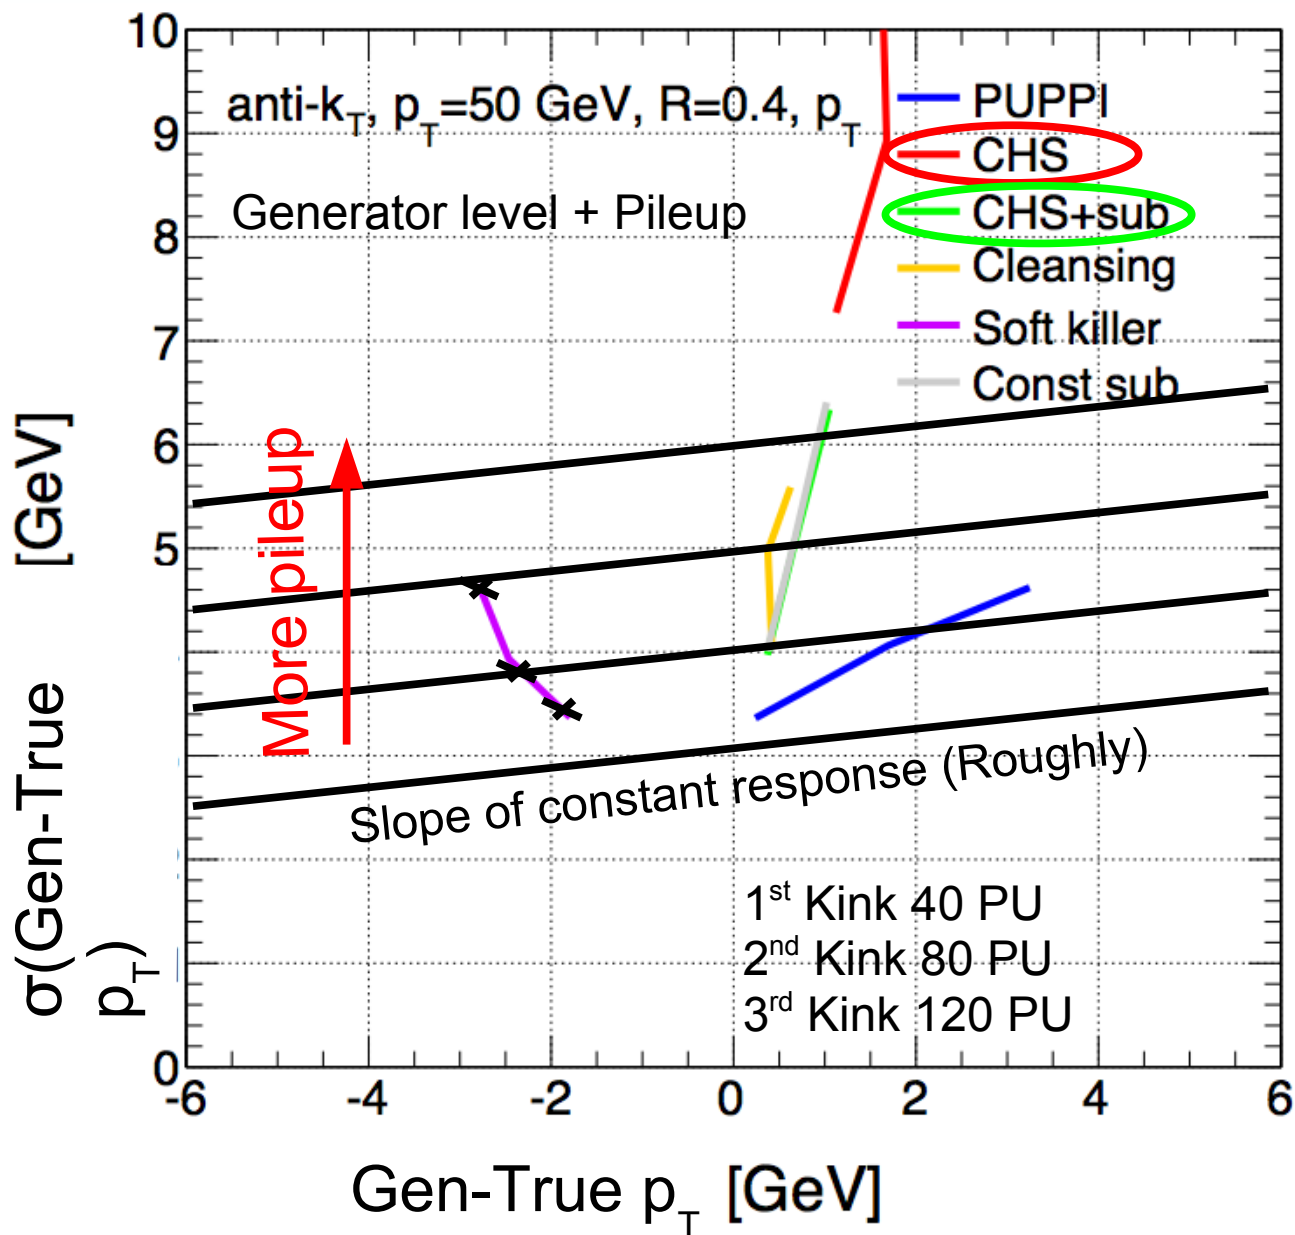 10
9
8
7
6
5
0
-6 -4 -2 0 2 4 6
anti-kT, pT=50 GeV, R=0.4, pT
Generator level + Pileup
PUPPI
CHS
CHS+sub
Cleansing
Soft killer
Const sub
More pileup
Slope of constant response (Roughly)
1st Kink 40 PU
2nd Kink 80 PU
3rd Kink 120 PU
σ(Gen-True
pT)
[GeV]
Gen-True pT [GeV]